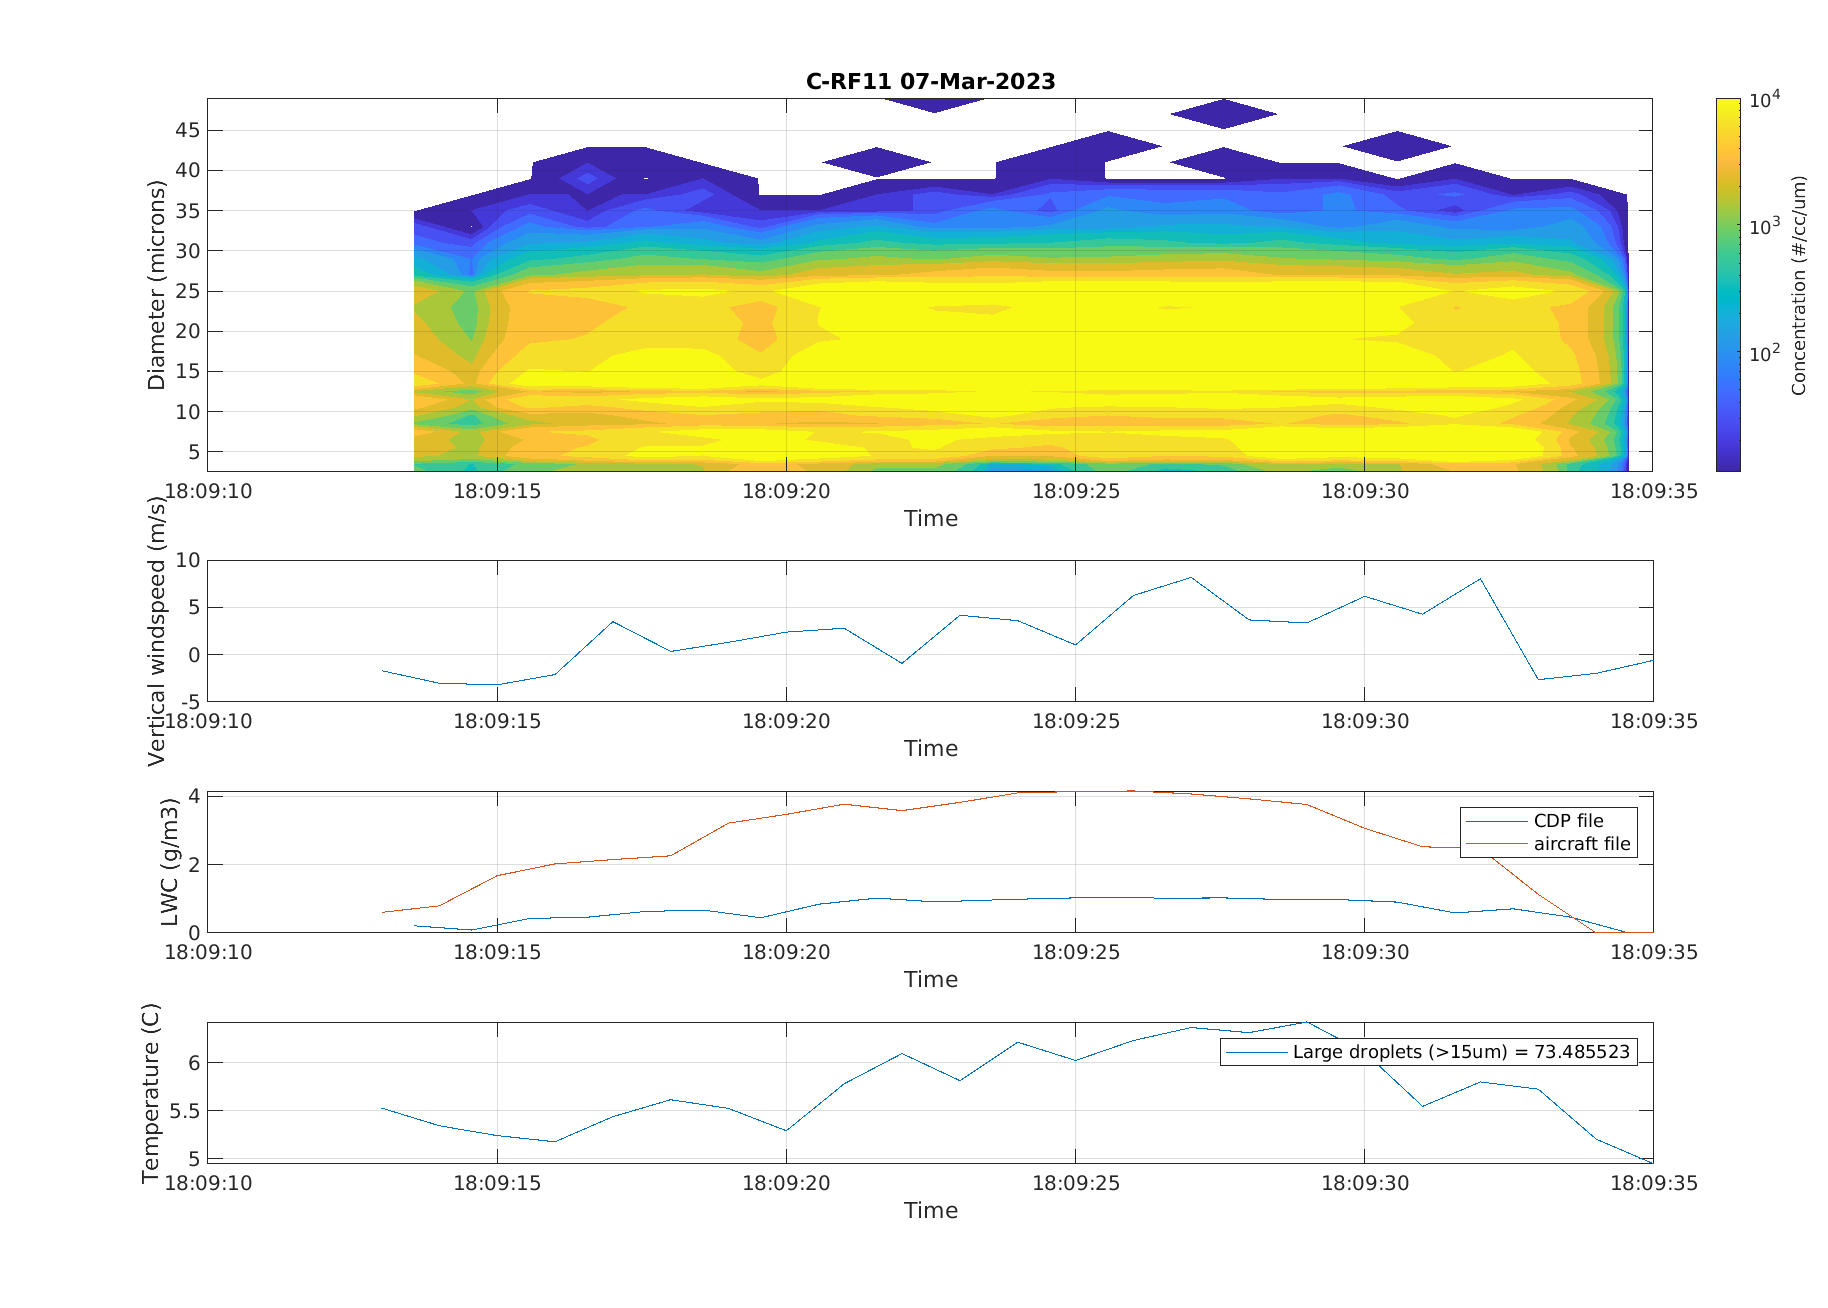 C-RF11 07-Mar-2023
Diameter (microns)
45
40
35
30
25
20
15
10
5
18:09:10 18:09:15 18:09:20 18:09:25 18:09:30 18:09:35
Time
10^4
10^3
10^2
Concentration (#/cc/um)
Vertical windspeed (m/s)
10
5
0
-5
18:09:10 18:09:15 18:09:20 18:09:25 18:09:30 18:09:35
Time
LWC (g/m3)
4
2
0
CDP file
aircraft file
18:09:10 18:09:15 18:09:20 18:09:25 18:09:30 18:09:35
Time
Temperature (C)
6
5.5
5
Large droplets (>15um) = 73.485523
18:09:10 18:09:15 18:09:20 18:09:25 18:09:30 18:09:35
Time